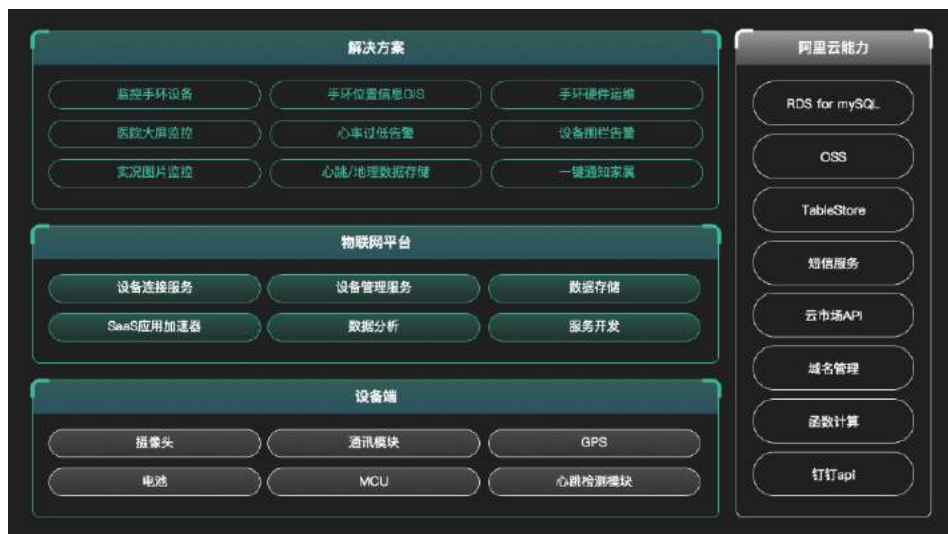 解决方案
监控手环设备
手环位置信息GIS
手环硬件运维
医院大屏监控
心率过低告警
设备围栏告警
实况图片监控
心跳/地理数据存储
一键通知家属
物联网平台
设备连接服务
设备管理服务
数据存储
SaaS应用加速器
数据分析
服务开发
设备端
摄像头
通讯模块
GPS
电池
MCU
心跳检测模块
阿里云能力
RDS for mySQL
OSS
TableStore
短信服务
云市场API
域名管理
函数计算
钉钉api